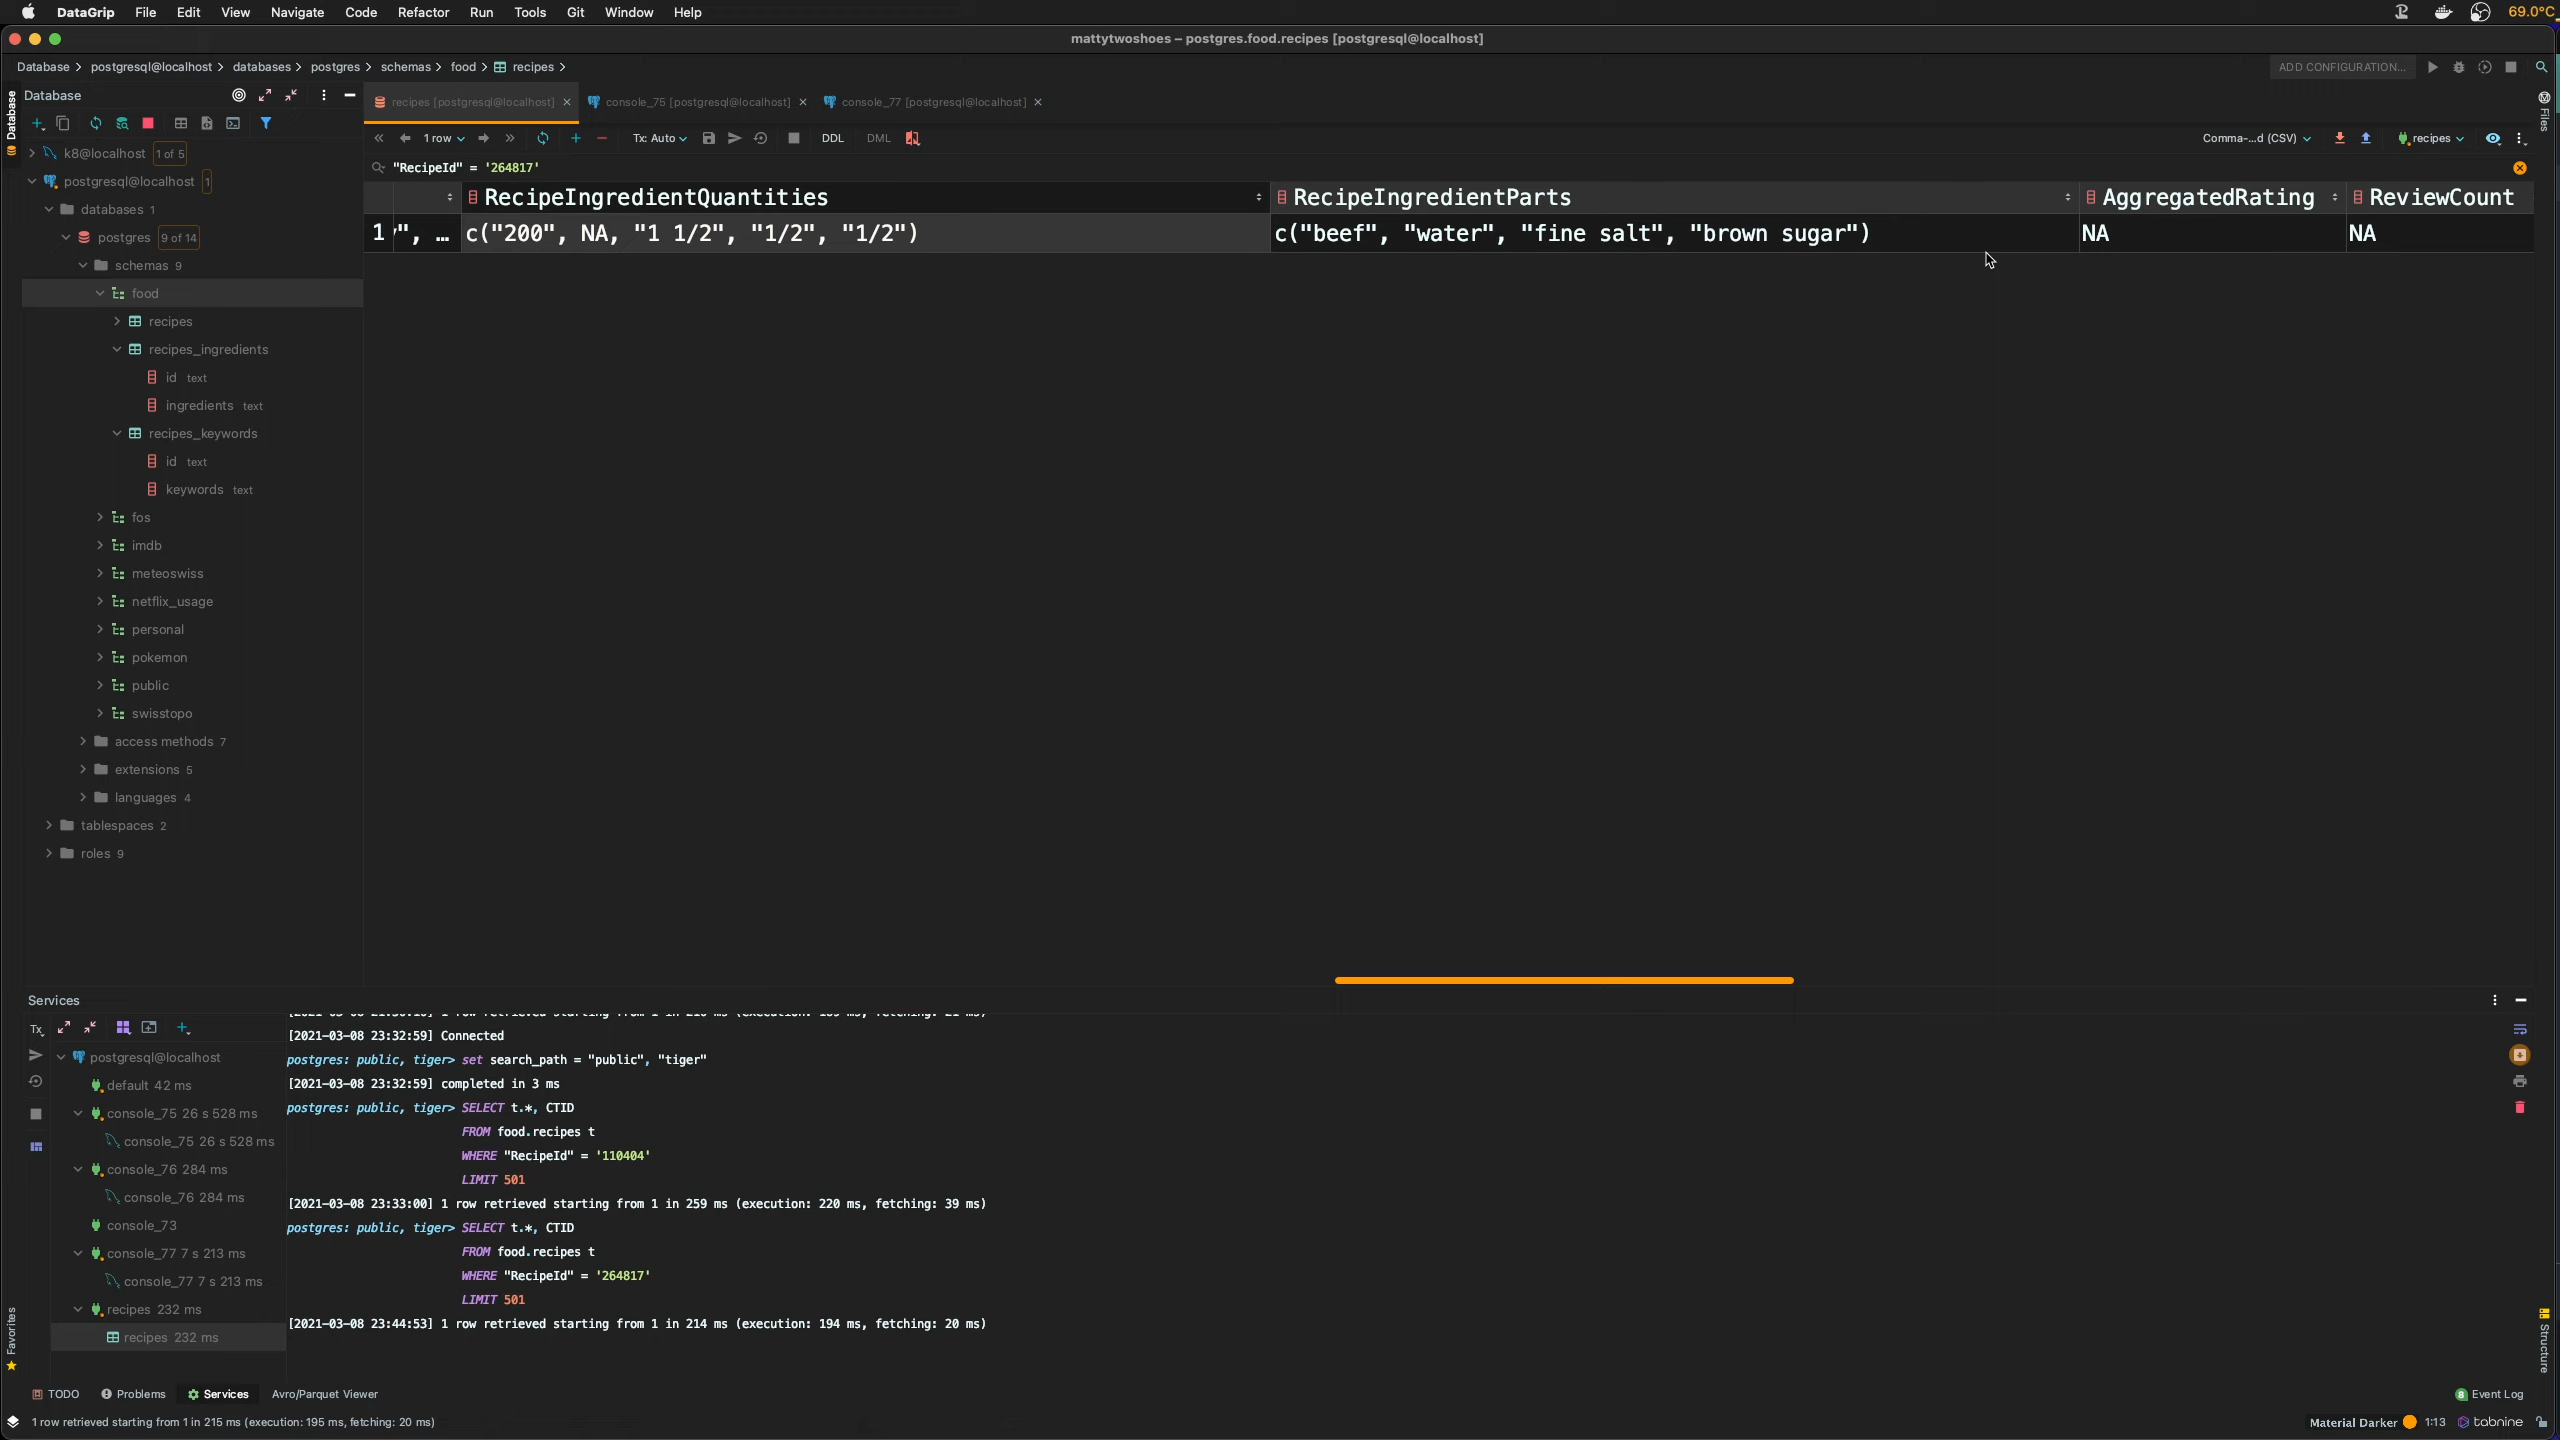 DataGrip File Edit View Navigate Code Refactor Run Tools Git Window Help 69.0°C
mattytwoshoes – postgres.food.recipes [postgresql@localhost]
Database postgresql@localhost databases postgres schemas food recipes ADD CONFIGURATION...
Database
Database
recipes [postgresql@localhost] console_75 [postgresql@localhost] console_77 [postgresql@localhost]
Files
1 row Tx: Auto DDL DML Comma-...d (CSV) recipes
"RecipeId" = '264817'
RecipeIngredientQuantities RecipeIngredientParts AggregatedRating ReviewCount
1 ", … c("200", NA, "1 1/2", "1/2", "1/2") c("beef", "water", "fine salt", "brown sugar") NA NA
k8@localhost 1 of 5
postgresql@localhost 1
databases 1
postgres 9 of 14
schemas 9
food
recipes
recipes_ingredients
id text
ingredients text
recipes_keywords
id text
keywords text
fos
imdb
meteoswiss
netflix_usage
personal
pokemon
public
swisstopo
access methods 7
extensions 5
languages 4
tablespaces 2
roles 9
Services
Tx
postgresql@localhost
default 42 ms
console_75 26 s 528 ms
console_75 26 s 528 ms
console_76 284 ms
console_76 284 ms
console_73
console_77 7 s 213 ms
console_77 7 s 213 ms
recipes 232 ms
recipes 232 ms
[2021-03-08 23:32:59] Connected
postgres: public, tiger> set search_path = "public", "tiger"
[2021-03-08 23:32:59] completed in 3 ms
postgres: public, tiger> SELECT t.*, CTID
FROM food.recipes t
WHERE "RecipeId" = '110404'
LIMIT 501
[2021-03-08 23:33:00] 1 row retrieved starting from 1 in 259 ms (execution: 220 ms, fetching: 39 ms)
postgres: public, tiger> SELECT t.*, CTID
FROM food.recipes t
WHERE "RecipeId" = '264817'
LIMIT 501
[2021-03-08 23:44:53] 1 row retrieved starting from 1 in 214 ms (execution: 194 ms, fetching: 20 ms)
Favorites
Structure
TODO Problems Services Avro/Parquet Viewer 8 Event Log
1 row retrieved starting from 1 in 215 ms (execution: 195 ms, fetching: 20 ms) Material Darker 1:13 tabnine